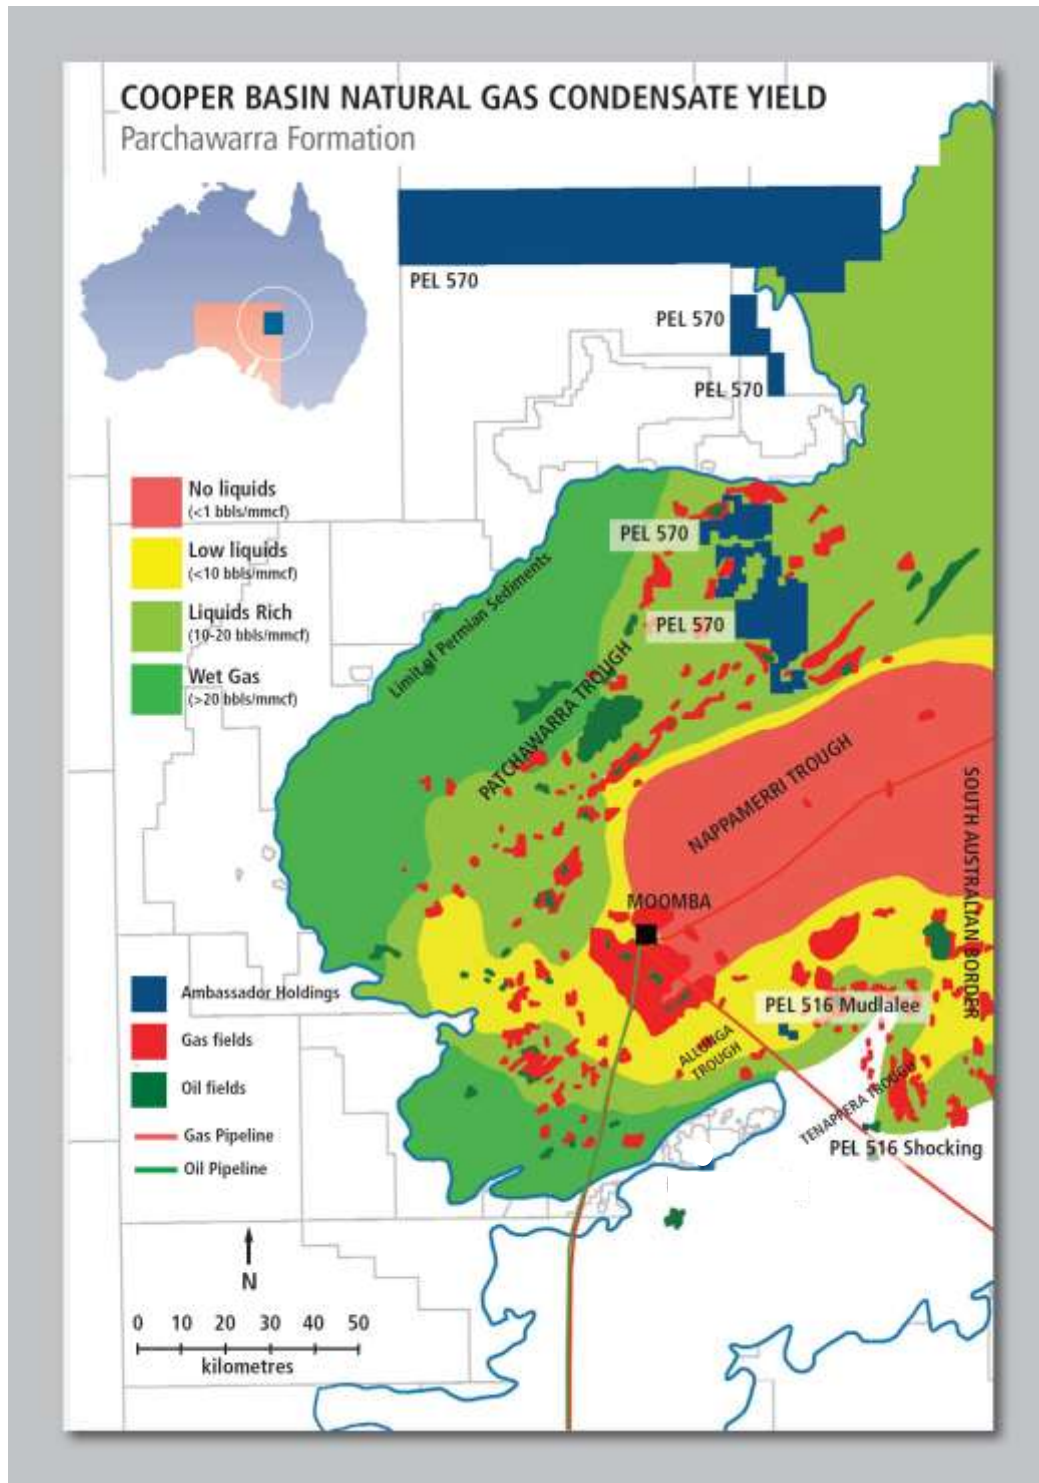 COOPER BASIN NATURAL GAS CONDENSATE YIELD
Parchawarra Formation
PEL 570
PEL 570
PEL 570
No liquids
(<1 bbls/mmcf)
Low liquids
(<10 bbls/mmcf)
Liquids Rich
(10-20 bbls/mmcf)
Wet Gas
(>20 bbls/mmcf)
PEL 570
PEL 570
Limit of Permian Sediments
PATCHAWARRA TROUGH
NAPPAMERRI TROUGH
SOUTH AUSTRALIAN BORDER
MOOMBA
Ambassador Holdings
Gas fields
Oil fields
Gas Pipeline
Oil Pipeline
PEL 516 Mudlalee
ALLUNGA
TROUGH
TENAPPERA TROUGH
PEL 516 Shocking
N
0 10 20 30 40 50
kilometres